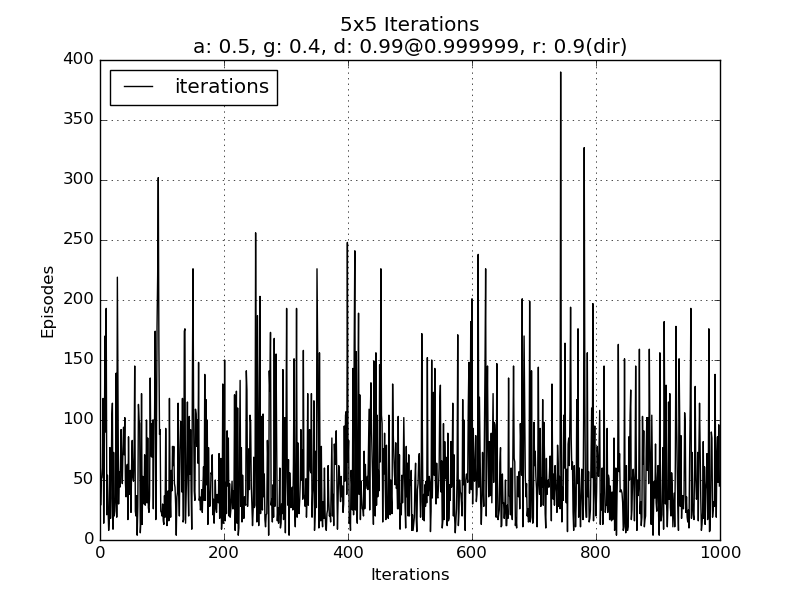 5x5 Iterations
a: 0.5, g: 0.4, d: 0.99@0.999999, r: 0.9(dir)
iterations
400
350
300
250
200
150
100
50
0
Episodes
0 200 400 600 800 1000
Iterations